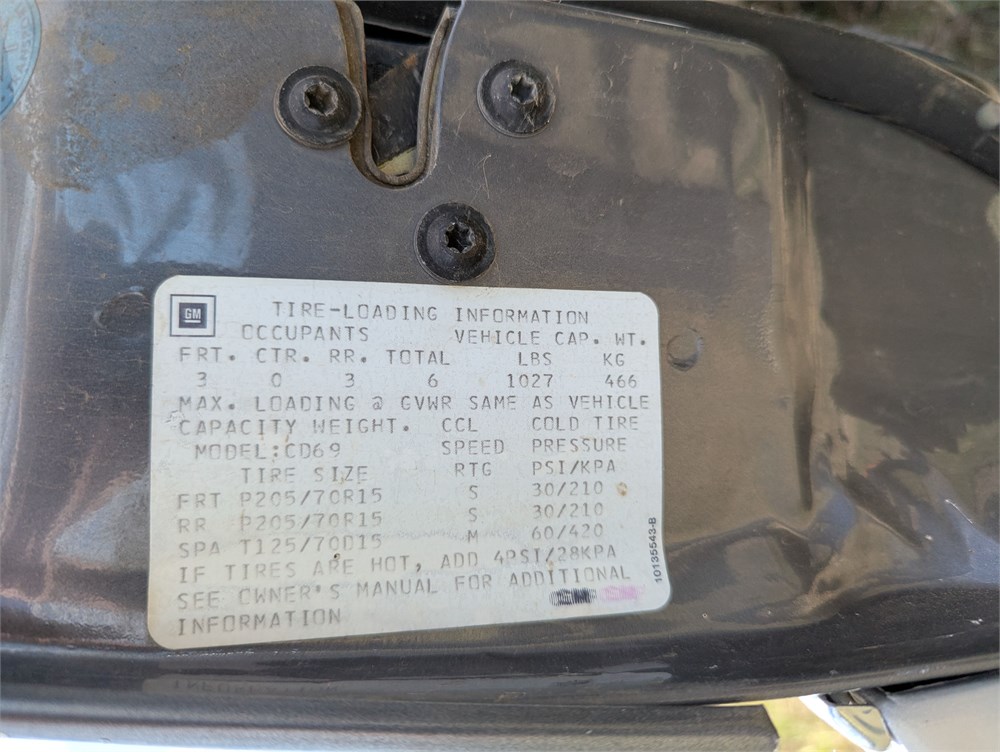 GM
TIRE-LOADING INFORMATION
OCCUPANTS VEHICLE CAP. WT.
FRT. CTR. RR. TOTAL LBS KG
3 0 3 6 1027 466
MAX. LOADING @ GVWR SAME AS VEHICLE
CAPACITY WEIGHT. CCL COLD TIRE
MODEL:CD69 SPEED PRESSURE
TIRE SIZE RTG PSI/KPA
FRT P205/70R15 S 30/210
RR P205/70R15 S 30/210
SPA T125/70D15 M 60/420
IF TIRES ARE HOT, ADD 4PSI/28KPA
SEE OWNER'S MANUAL FOR ADDITIONAL
INFORMATION
GM GM
10135543-B